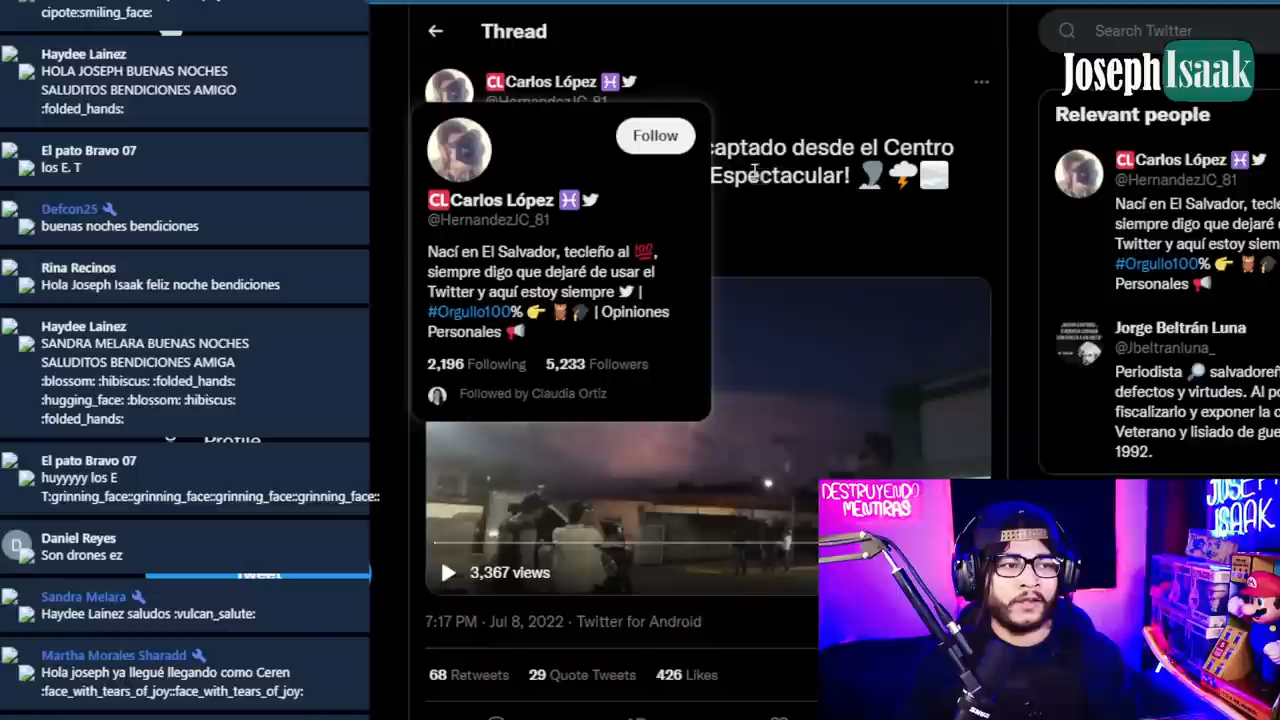 cipote:smiling_face:
Haydee Lainez
HOLA JOSEPH BUENAS NOCHES
SALUDITOS BENDICIONES AMIGO
:folded_hands:
El pato Bravo 07
los E. T
Defcon25
buenas noches bendiciones
Rina Recinos
Hola Joseph Isaak feliz noche bendiciones
Haydee Lainez
SANDRA MELARA BUENAS NOCHES
SALUDITOS BENDICIONES AMIGA
:blossom: :hibiscus: :folded_hands:
:hugging_face: :blossom: :hibiscus:
:folded_hands:
Profile
El pato Bravo 07
huyyyyy los E
T:grinning_face::grinning_face::grinning_face::grinning_face::
D
Daniel Reyes
Son drones ez
Tweet
Sandra Melara
Haydee Lainez saludos :vulcan_salute:
Martha Morales Sharadd
Hola joseph ya llegué llegando como Ceren
:face_with_tears_of_joy::face_with_tears_of_joy:
Thread
CL Carlos López
@HernandezJC_81
captado desde el Centro
Espectacular!
Follow
CL Carlos López
@HernandezJC_81
Nací en El Salvador, tecleño al 💯,
siempre digo que dejaré de usar el
Twitter y aquí estoy siempre |
#Orgullo100% 👉 | Opiniones
Personales
2,196 Following 5,233 Followers
Followed by Claudia Ortiz
3,367 views
7:17 PM · Jul 8, 2022 · Twitter for Android
68 Retweets 29 Quote Tweets 426 Likes
Search Twitter
JosephIsaak
Relevant people
CL Carlos López
@HernandezJC_81
Nací en El Salvador, tecle
siempre digo que dejaré
Twitter y aquí estoy siem
#Orgullo100% 👉
Personales
Jorge Beltrán Luna
@Jbeltranluna_
Periodista salvadoreñ
defectos y virtudes. Al po
fiscalizarlo y exponer la c
Veterano y lisiado de gue
1992.
DESTRUYENDO
MENTIRAS
JOSEPH
ISAAK